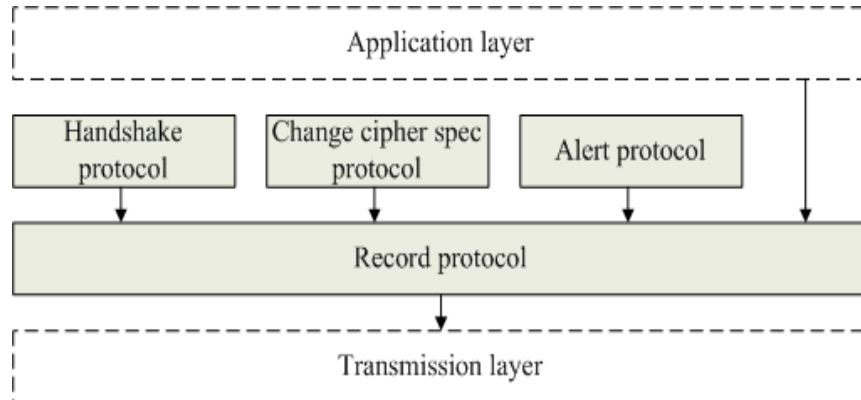 Application layer
Handshake
protocol
Change cipher spec
protocol
Alert protocol
Record protocol
Transmission layer